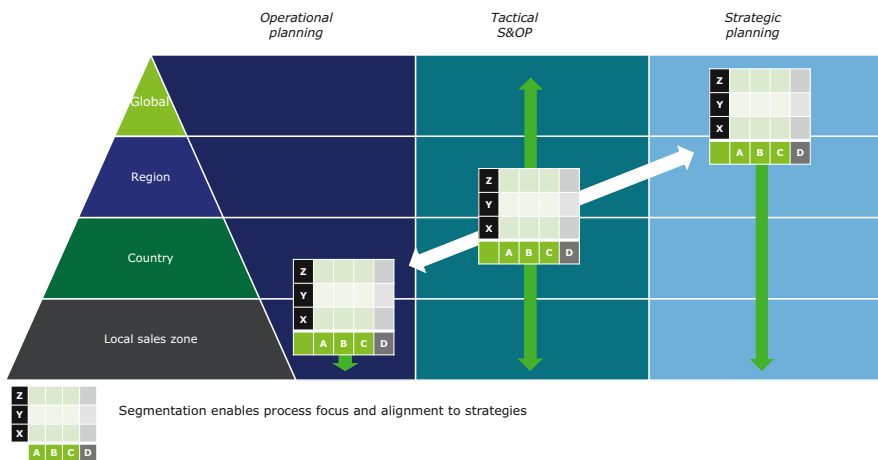 Operational
planning
Tactical
S&OP
Strategic
planning
Global
Region
Country
Local sales zone
Z
Y
X
A B C D
Z
Y
X
A B C D
Z
Y
X
A B C D
Z
Y
X
A B C D
Segmentation enables process focus and alignment to strategies